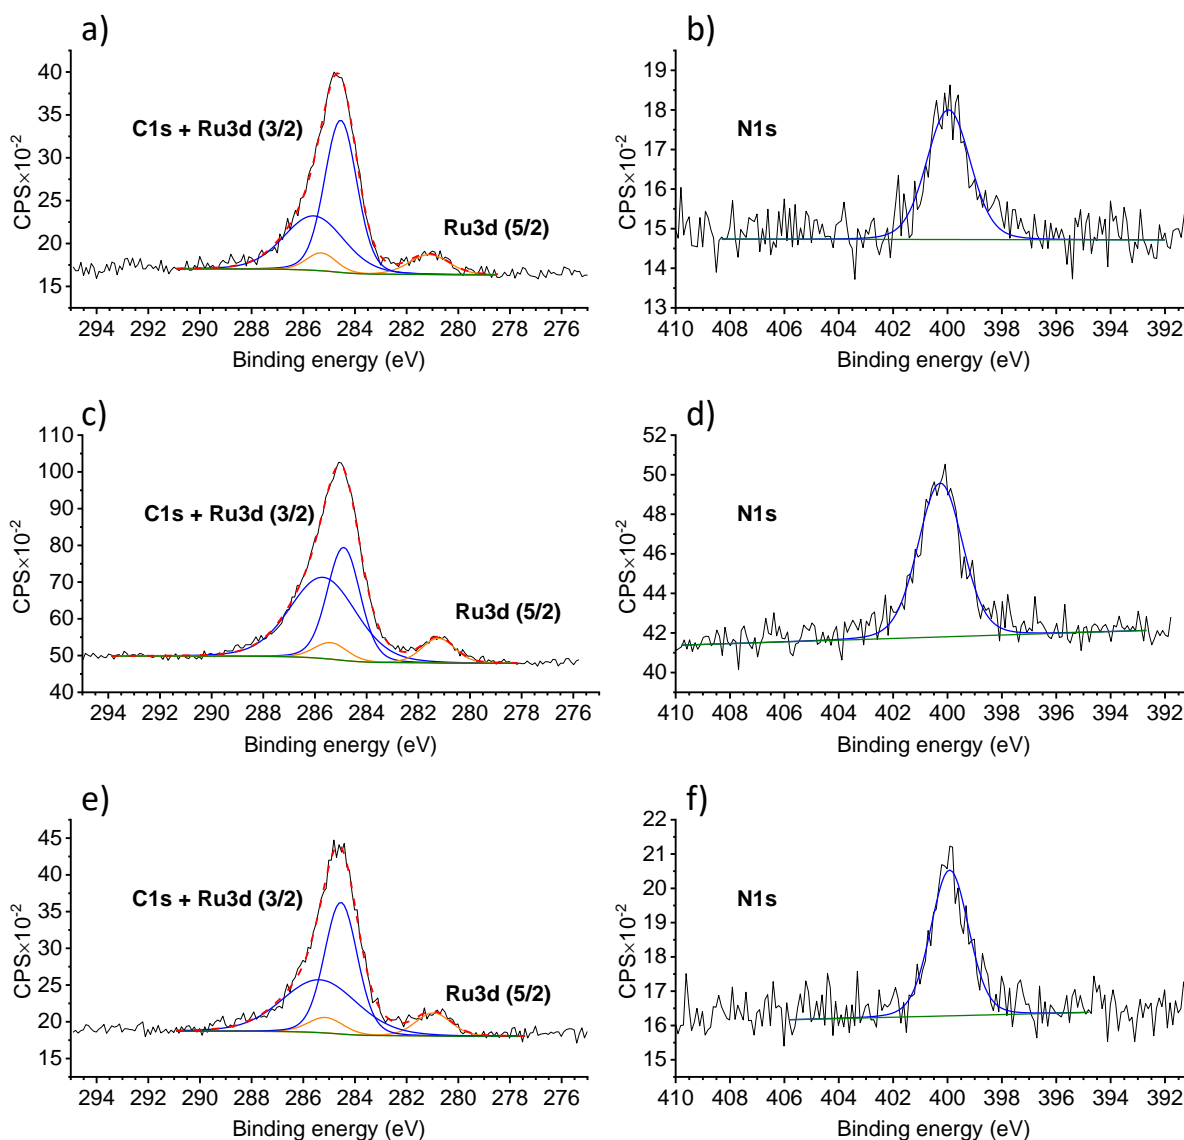 a)
CPS×10⁻²
40
35
30
20
20
15
C1s + Ru3d (3/2)
Ru3d (5/2)
294 292 290 288 286 284 282 280 278 276
Binding energy (eV)
b)
CPS×10⁻²
19
18
17
16
15
14
13
N1s
410 408 406 404 402 400 398 396 394 392
Binding energy (eV)
c)
CPS×10⁻²
110
100
90
70
60
50
40
C1s + Ru3d (3/2)
Ru3d (5/2)
294 292 290 288 286 284 282 280 278 276
Binding energy (eV)
d)
CPS×10⁻²
52
50
48
46
44
42
41
N1s
410 408 406 404 402 400 398 396 394 392
Binding energy (eV)
e)
CPS×10⁻²
45
35
35
25
20
15
C1s + Ru3d (3/2)
Ru3d (5/2)
294 292 290 288 286 284 282 280 278 276
Binding energy (eV)
f)
CPS×10⁻²
22
21
20
19
18
16
16
15
N1s
410 408 406 404 402 400 398 396 394 392
Binding energy (eV)